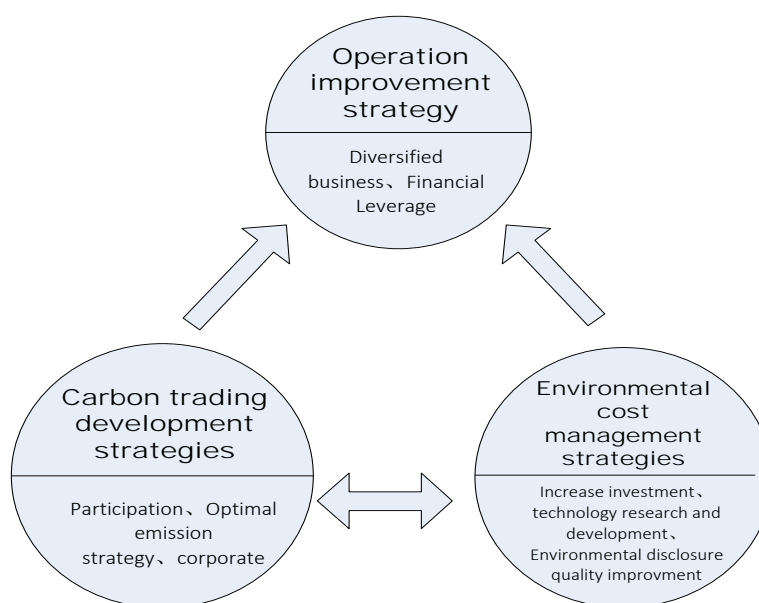 Operation
improvement
strategy
Diversified
business、Financial
Leverage
Carbon trading
development
strategies
Participation、Optimal
emission
strategy、corporate
Environmental
cost
management
strategies
Increase investment、
technology research and
development、
Environmental disclosure
quality improvment